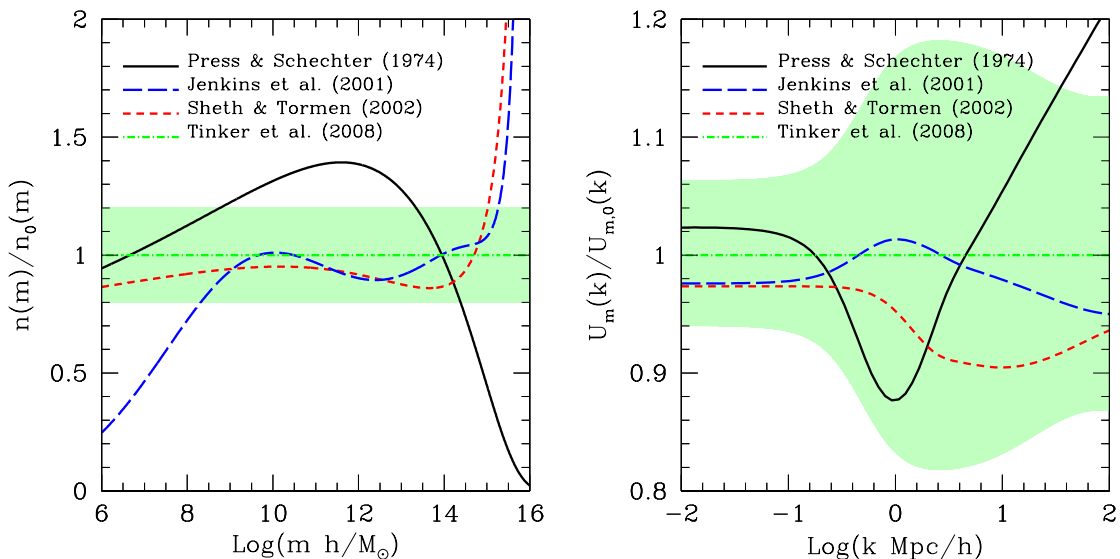 2
1.5
1
0.5
0
n(m)/n₀(m)
Press & Schechter (1974)
Jenkins et al. (2001)
Sheth & Tormen (2002)
Tinker et al. (2008)
6
8
10
12
14
16
Log(m h/M☉)
1.2
1.1
1
0.9
0.8
Uₘ(k)/Uₘ,₀(k)
Press & Schechter (1974)
Jenkins et al. (2001)
Sheth & Tormen (2002)
Tinker et al. (2008)
−2
−1
0
1
2
Log(k Mpc/h)